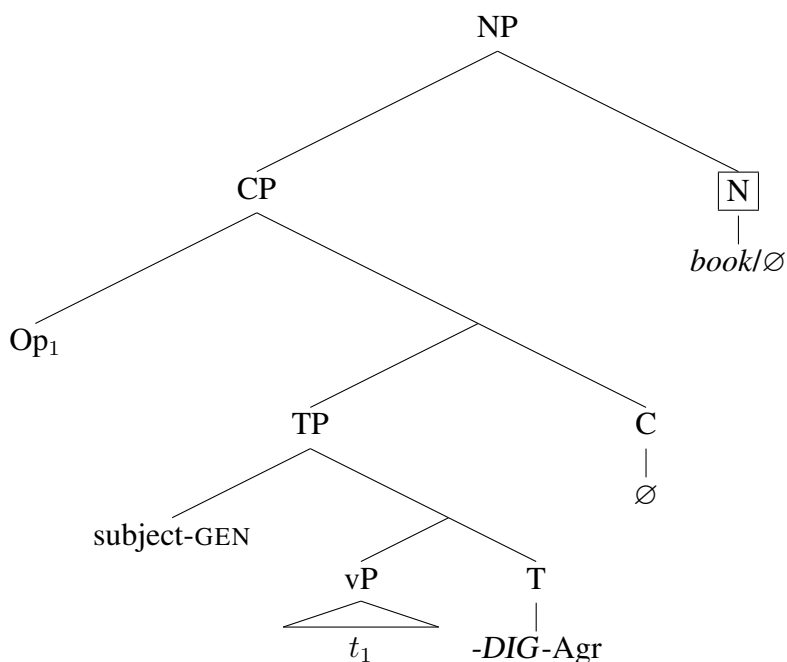 NP
CP N
book/∅
Op₁
TP C
∅
subject-GEN
vP T
t₁ -DIG-Agr